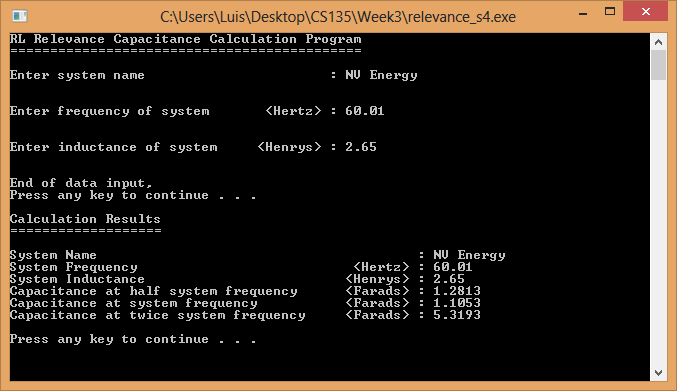 C:\Users\Luis\Desktop\CS135\Week3\relevance_s4.exe
RL Relevance Capacitance Calculation Program
============================================
Enter system name : NV Energy
Enter frequency of system <Hertz> : 60.01
Enter inductance of system <Henrys> : 2.65
End of data input,
Press any key to continue . . .
Calculation Results
===================
System Name : NV Energy
System Frequency <Hertz> : 60.01
System Inductance <Henrys> : 2.65
Capacitance at half system frequency <Farads> : 1.2813
Capacitance at system frequency <Farads> : 1.1053
Capacitance at twice system frequency <Farads> : 5.3193
Press any key to continue . . .